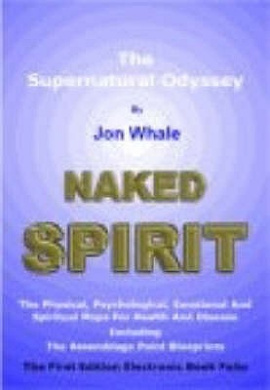 The
Supernatural Odyssey
By
Jon Whale
NAKED
SPIRIT
The Physical, Psychological, Emotional And
Spiritual Maps For Health And Disease
Including
The Assemblage Point Blueprints
The First Edition Electronic Book Folio